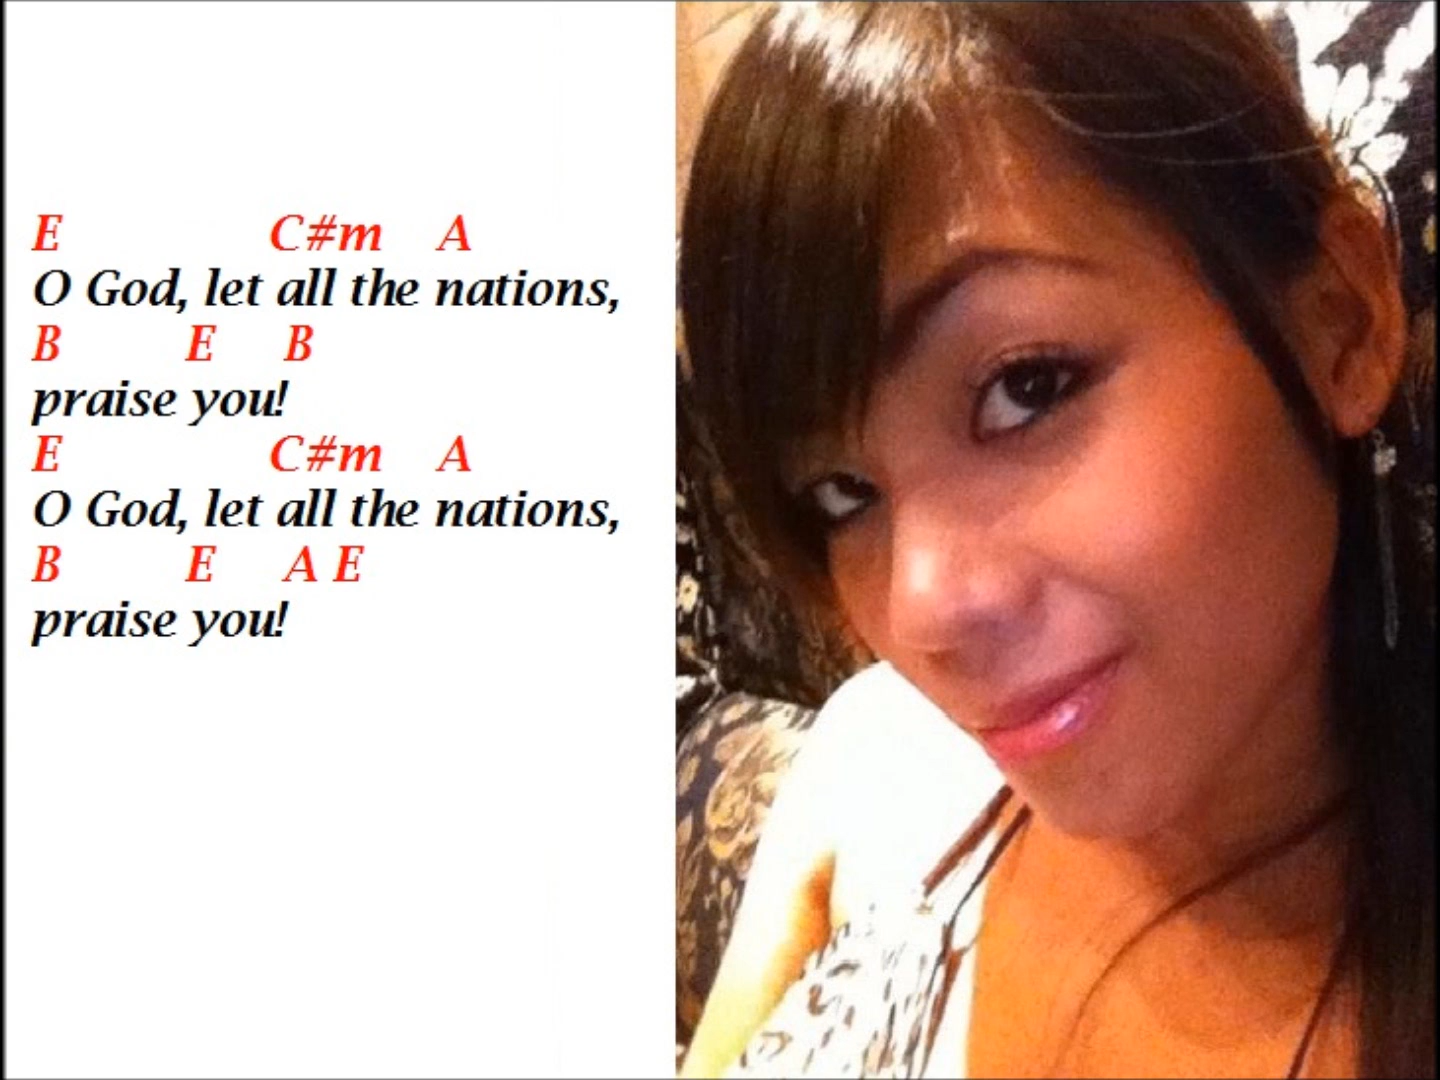 E C#m A
O God, let all the nations,
B E B
praise you!
E C#m A
O God, let all the nations,
B E A E
praise you!